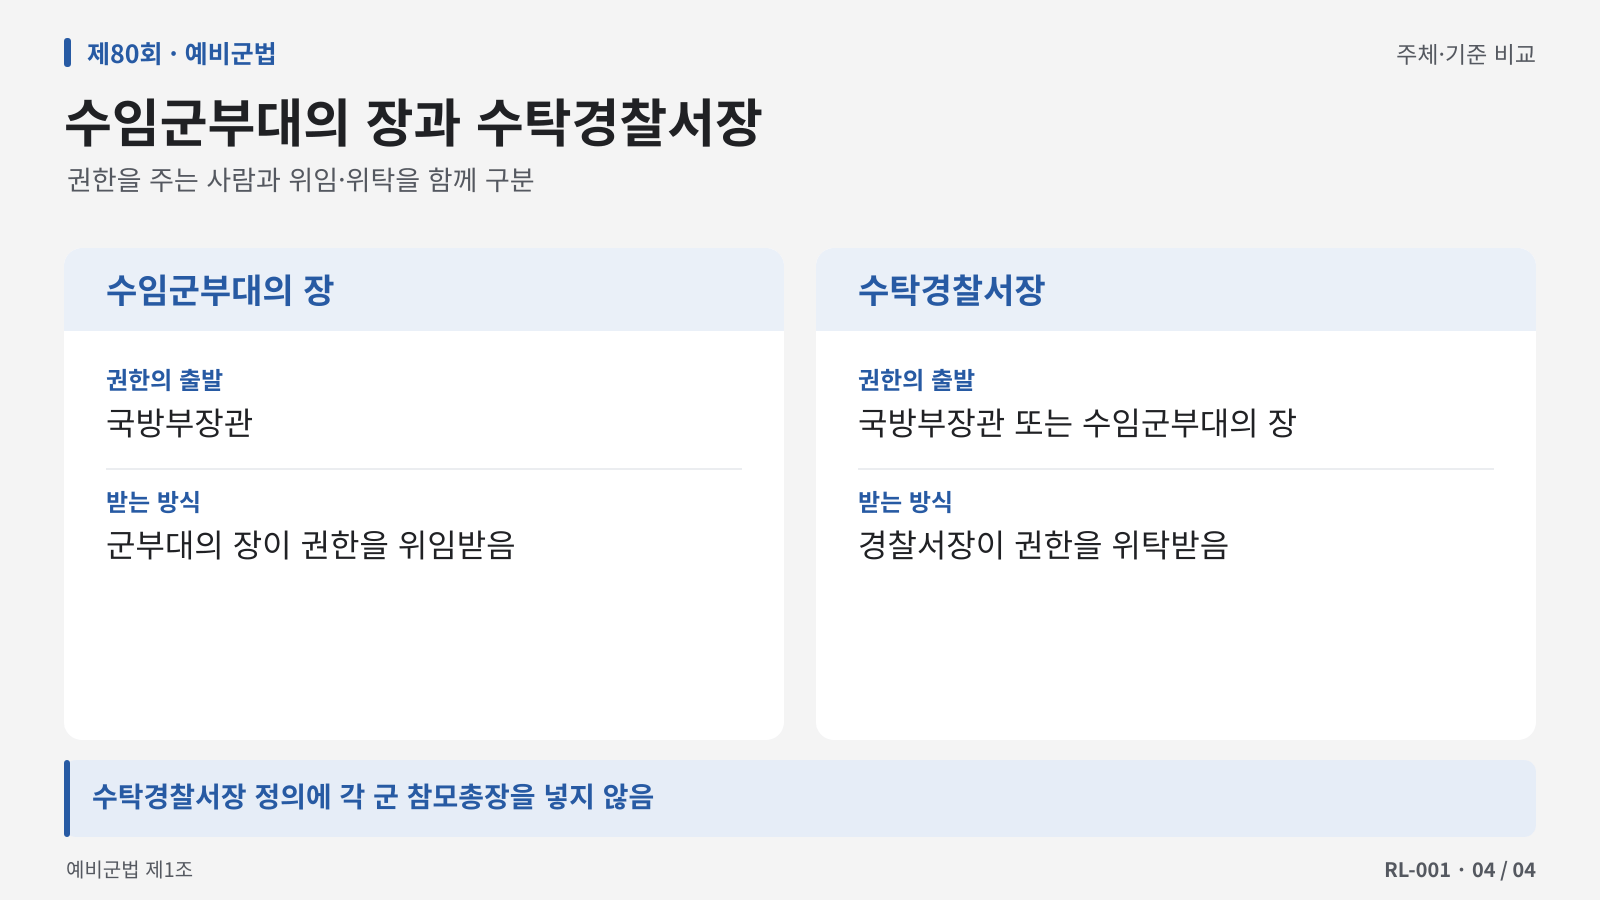 제80회 · 예비군법
주체·기준 비교
수임군부대의 장과 수탁경찰서장
권한을 주는 사람과 위임·위탁을 함께 구분
수임군부대의 장
권한의 출발
국방부장관
받는 방식
군부대의 장이 권한을 위임받음
수탁경찰서장
권한의 출발
국방부장관 또는 수임군부대의 장
받는 방식
경찰서장이 권한을 위탁받음
수탁경찰서장 정의에 각 군 참모총장을 넣지 않음
예비군법 제1조
RL-001 · 04 / 04